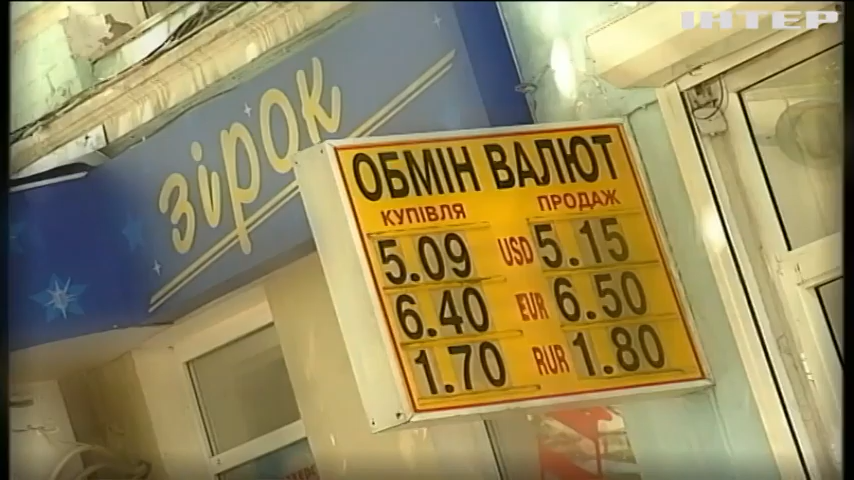 ІНТЕР
зірок
ОБМІН ВАЛЮТ
КУПІВЛЯ ПРОДАЖ
5.09 USD 5.15
6.40 EUR 6.50
1.70 RUR 1.80